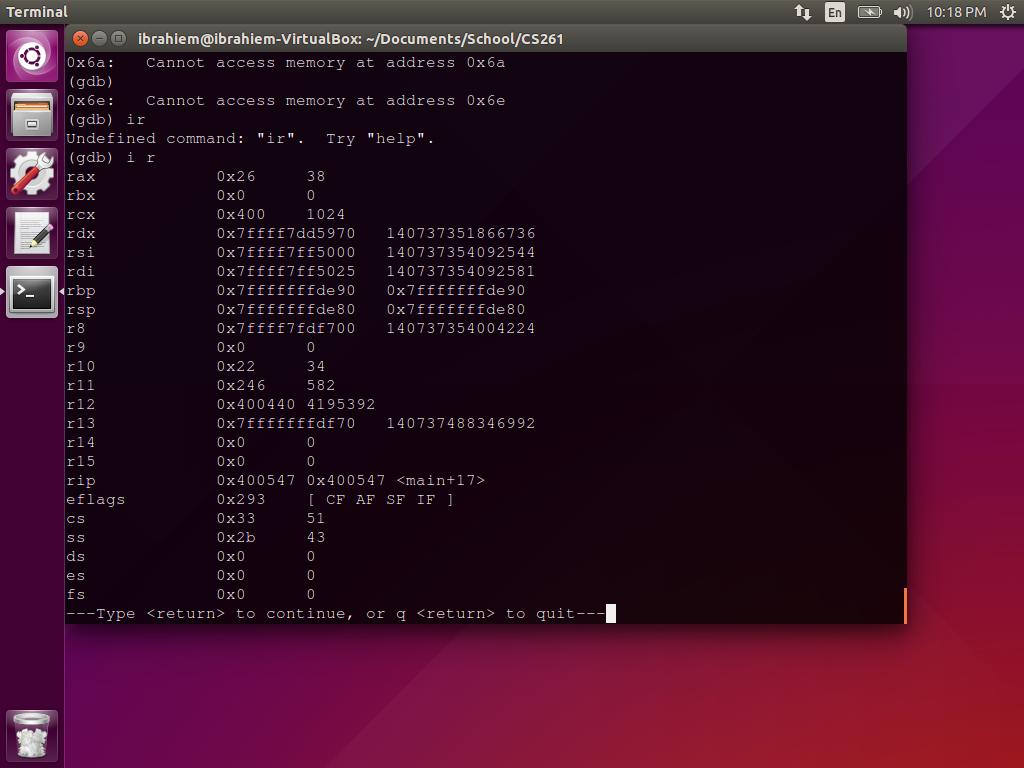 Terminal
En
10:18 PM
ibrahiem@ibrahiem-VirtualBox: ~/Documents/School/CS261
0x6a:   Cannot access memory at address 0x6a
(gdb)
0x6e:   Cannot access memory at address 0x6e
(gdb) ir
Undefined command: "ir".  Try "help".
(gdb) i r
rax            0x26     38
rbx            0x0      0
rcx            0x400    1024
rdx            0x7ffff7dd5970   140737351866736
rsi            0x7ffff7ff5000   140737354092544
rdi            0x7ffff7ff5025   140737354092581
rbp            0x7fffffffde90   0x7fffffffde90
rsp            0x7fffffffde80   0x7fffffffde80
r8             0x7ffff7fdf700   140737354004224
r9             0x0      0
r10            0x22     34
r11            0x246    582
r12            0x400440 4195392
r13            0x7fffffffdf70   140737488346992
r14            0x0      0
r15            0x0      0
rip            0x400547 0x400547 <main+17>
eflags         0x293    [ CF AF SF IF ]
cs             0x33     51
ss             0x2b     43
ds             0x0      0
es             0x0      0
fs             0x0      0
---Type <return> to continue, or q <return> to quit---